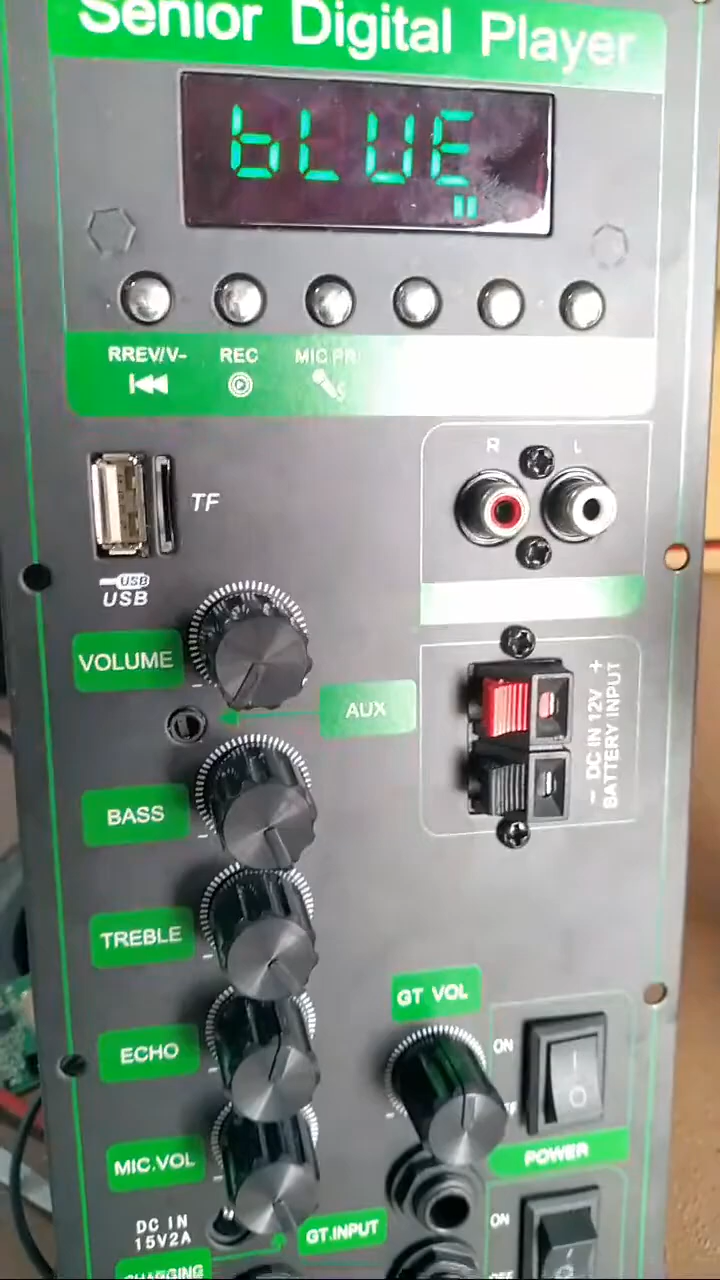 Senior Digital Player
bLUE
RREV/V-
REC
MIC.PRI
R
L
TF
USB
USB
VOLUME
AUX
- DC IN 12V +
BATTERY INPUT
BASS
TREBLE
GT VOL
ECHO
ON
POWER
MIC.VOL
DC IN
15V2A
GT.INPUT
ON
OFF
CHARGING